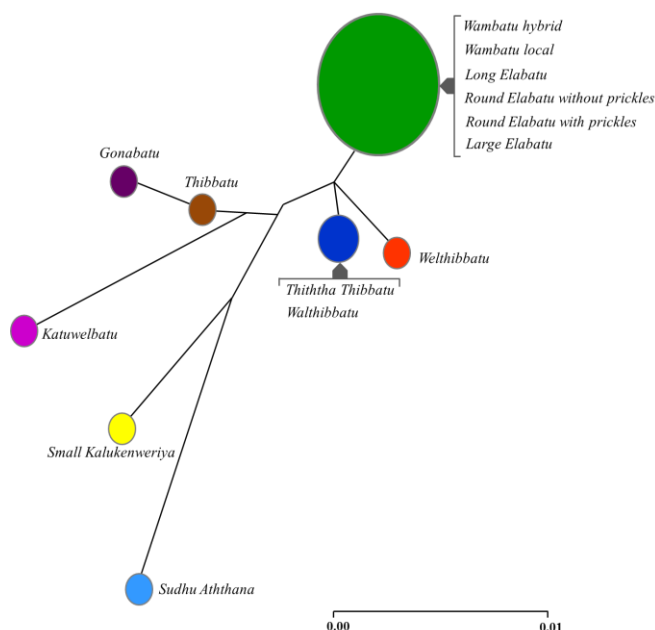 Wambatu hybrid
Wambatu local
Long Elabatu
Round Elabatu without prickles
Round Elabatu with prickles
Large Elabatu
Gonabatu
Thibbatu
Welthibbatu
Thiththa Thibbatu
Walthibbatu
Katuwelbatu
Small Kalukenweriya
Sudhu Aththana
0.00 0.01